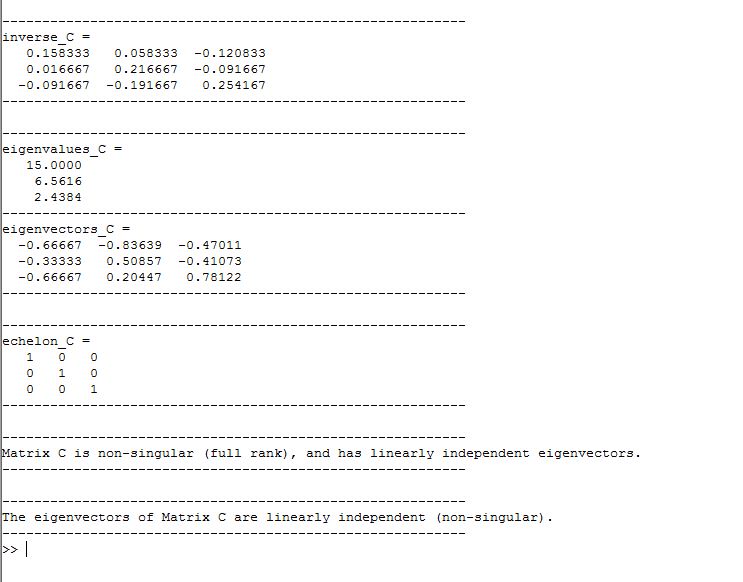 ----------------------------------------------------------
inverse_C =
   0.158333   0.058333  -0.120833
   0.016667   0.216667  -0.091667
  -0.091667  -0.191667   0.254167
----------------------------------------------------------
----------------------------------------------------------
eigenvalues_C =
   15.0000
    6.5616
    2.4384
----------------------------------------------------------
eigenvectors_C =
  -0.66667  -0.83639  -0.47011
  -0.33333   0.50857  -0.41073
  -0.66667   0.20447   0.78122
----------------------------------------------------------
----------------------------------------------------------
echelon_C =
   1   0   0
   0   1   0
   0   0   1
----------------------------------------------------------
----------------------------------------------------------
Matrix C is non-singular (full rank), and has linearly independent eigenvectors.
----------------------------------------------------------
----------------------------------------------------------
The eigenvectors of Matrix C are linearly independent (non-singular).
----------------------------------------------------------
>>